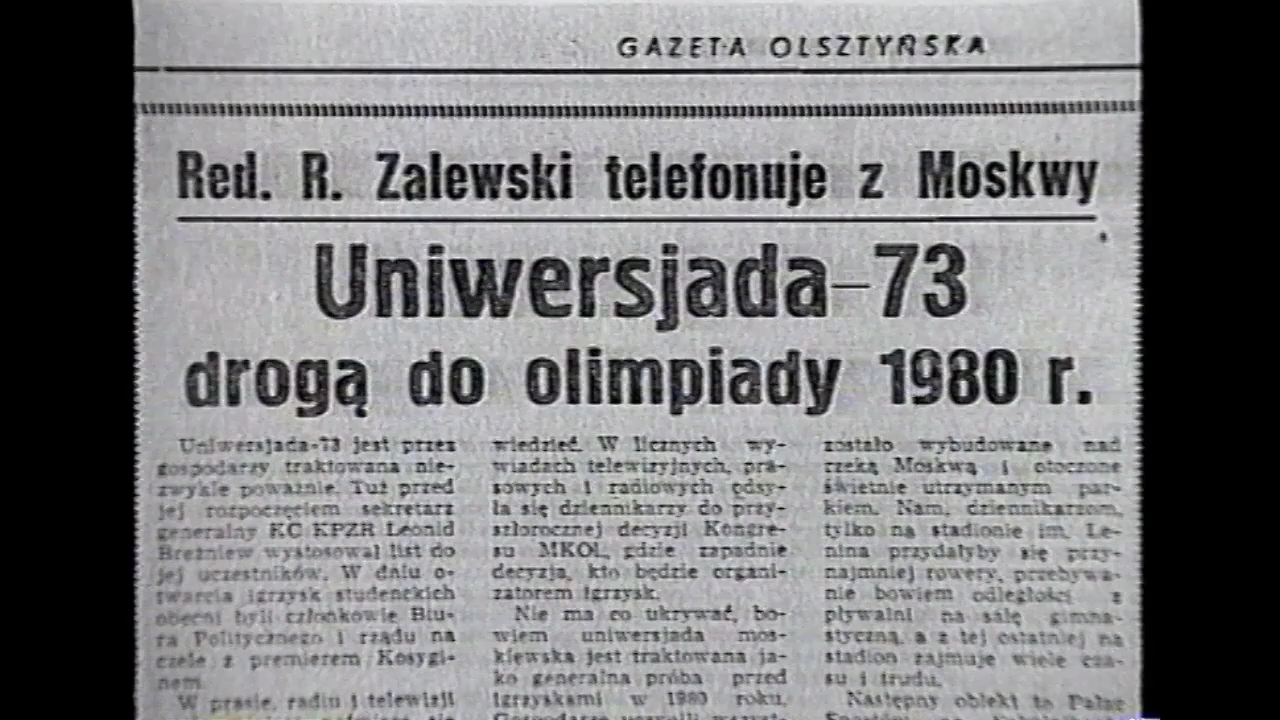 GAZETA OLSZTYŃSKA
Red. R. Zalewski telefonuje z Moskwy
Uniwersjada-73
drogą do olimpiady 1980 r.
Uniwersjada-73 jest przez
gospodarzy traktowana nie-
zwykle poważnie. Tuż przed
jej rozpoczęciem sekretarz
generalny KC KPZR Leonid
Breżniew wystosował list do
jej uczestników. W dniu o-
twarcia igrzysk studenckich
obecni byli członkowie Biu-
ra Politycznego i rządu na
czele z premierem Kosygi-
nem.
W prasie, radiu i telewizji
wiedzieć. W licznych wy-
wiadach telewizyjnych, pra-
sowych i radiowych odsy-
ła się dziennikarzy do przy-
szłorocznej decyzji Kongre-
su MKOL, gdzie zapadnie
decyzja, kto będzie organi-
zatorem igrzysk.
Nie ma co ukrywać, bo-
wiem uniwersjada mos-
kiewska jest traktowana ja-
ko generalna próba przed
igrzyskami w 1980 roku.
zostało wybudowane nad
rzeką Moskwą i otoczone
świetnie utrzymanym par-
kiem. Nam, dziennikarzom,
tylko na stadionie im. Le-
nina przydałyby się przy-
najmniej rowery, przebywa-
nie bowiem odległości z
pływalni na salę gimna-
styczną, a z tej ostatniej na
stadion zajmuje wiele cza-
su i trudu.
Następny obiekt to Pałac